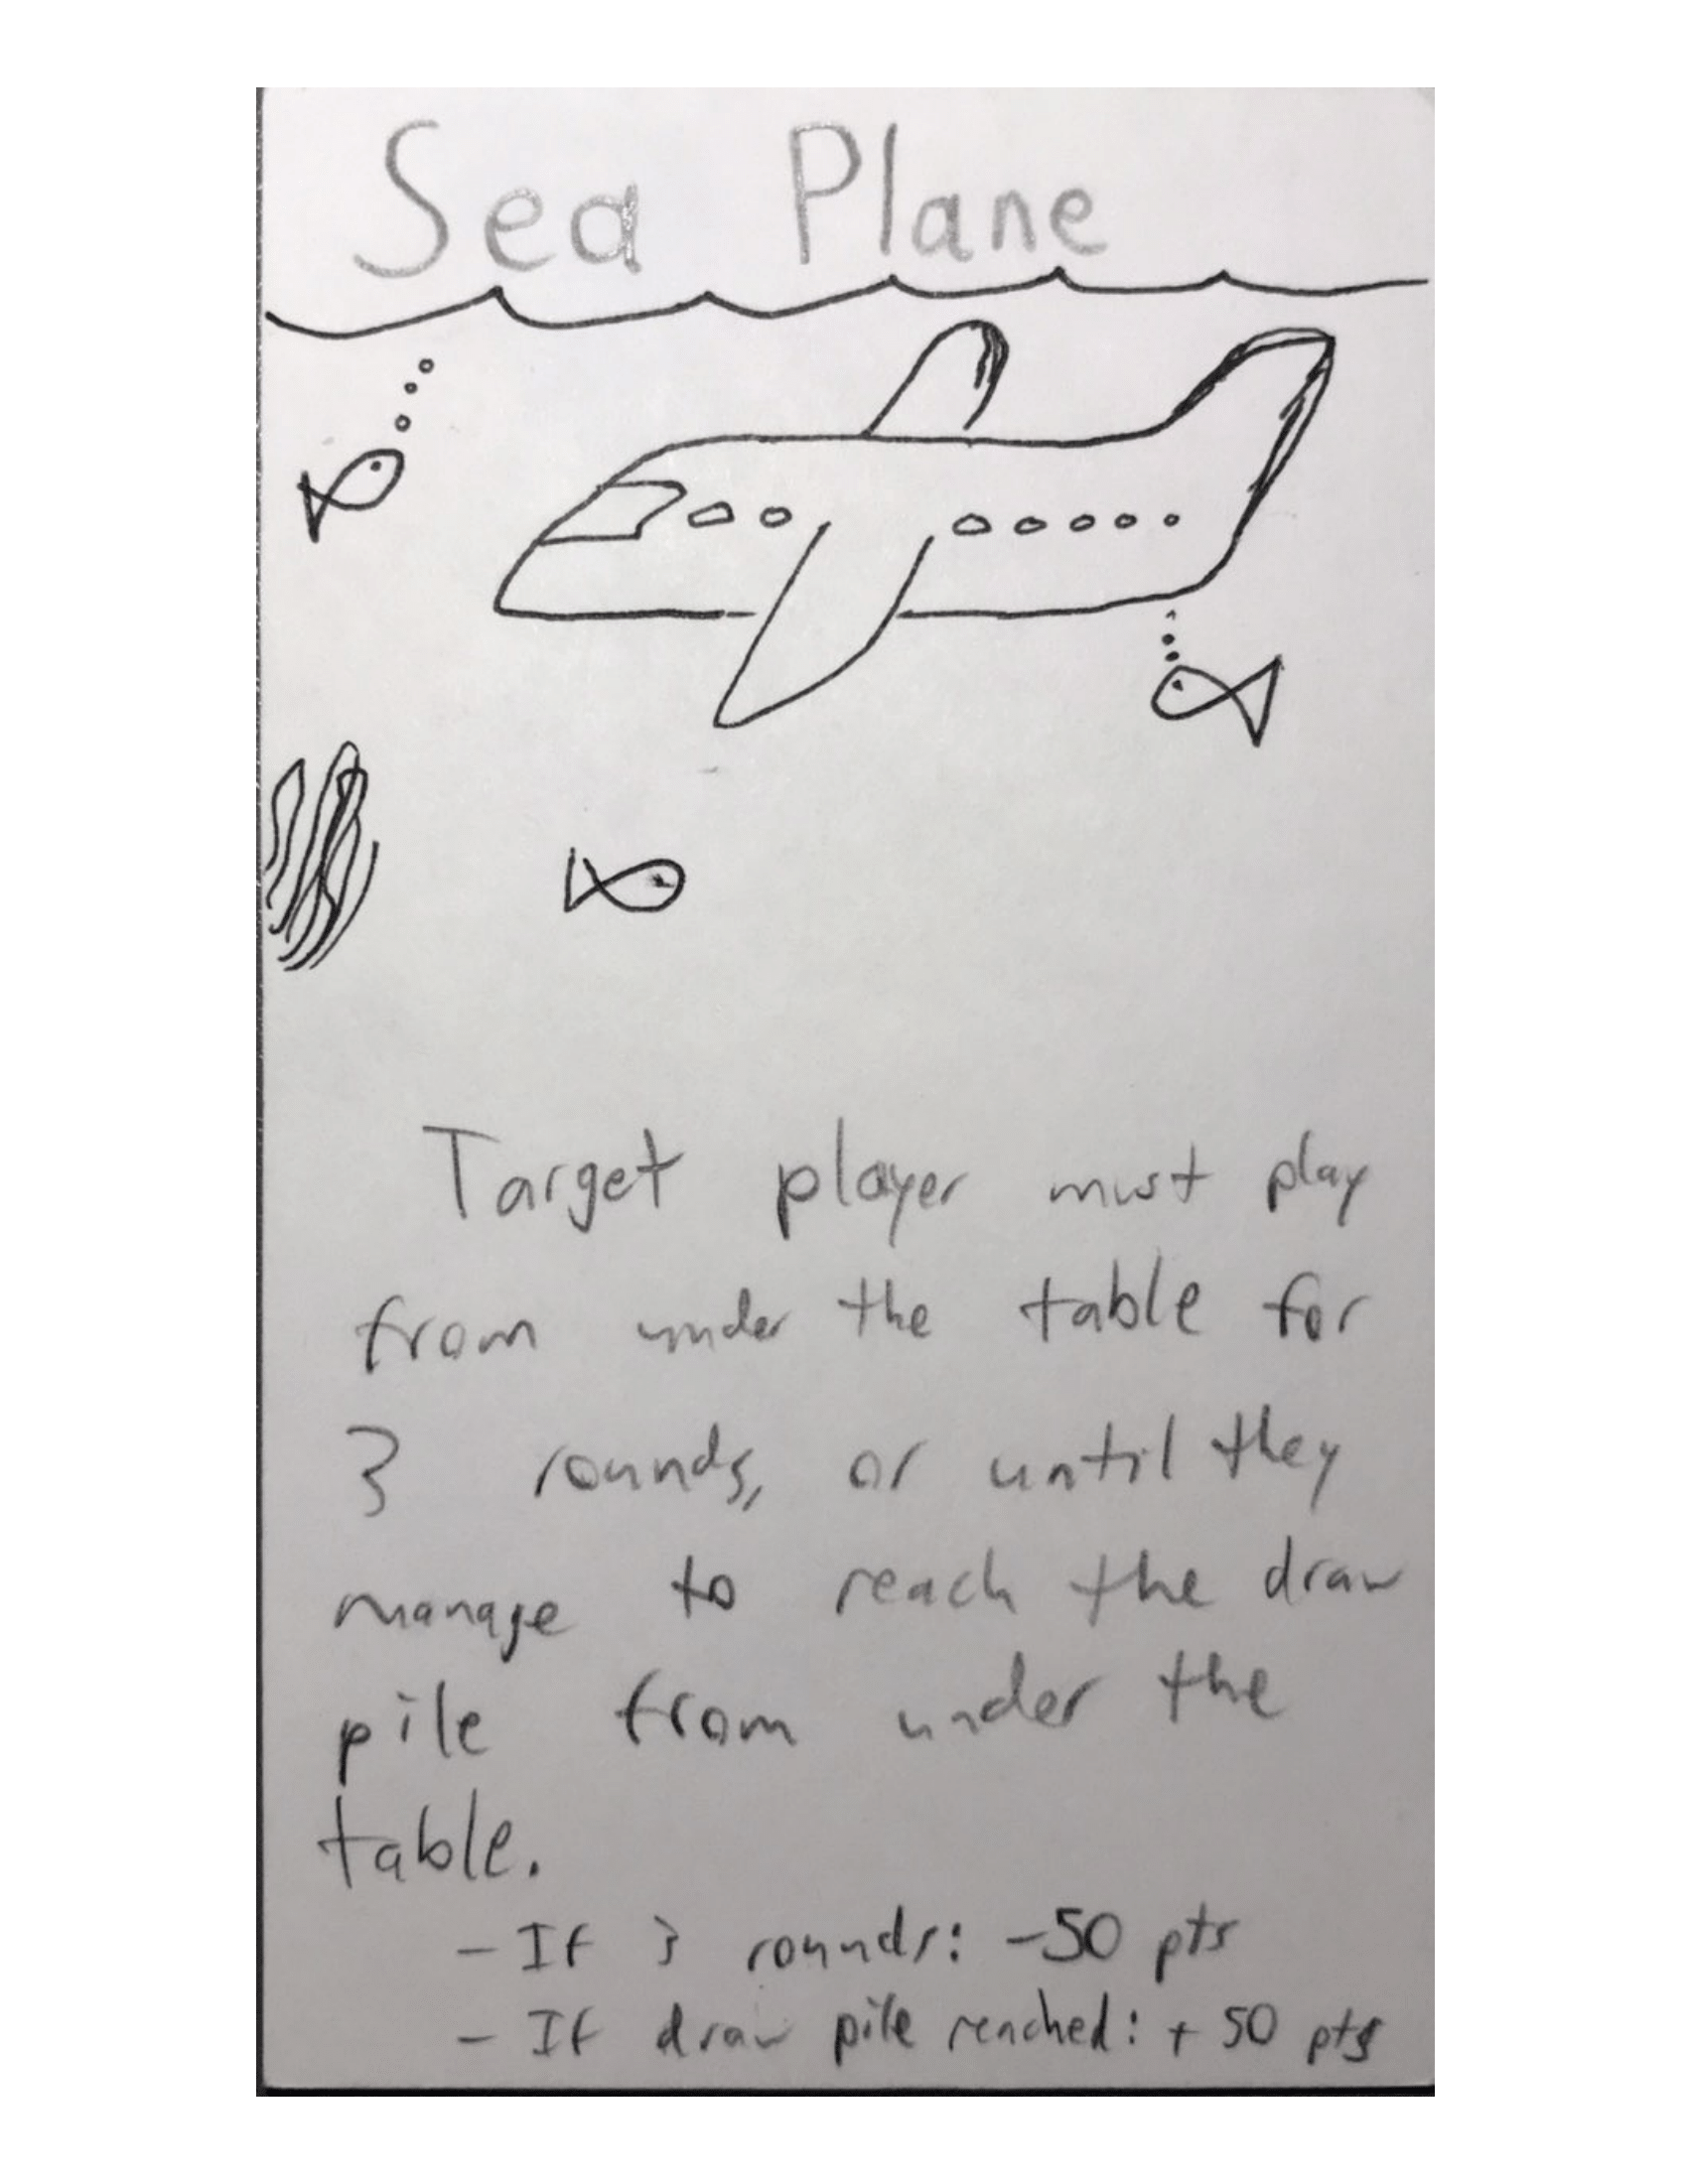 Sea Plane
Target player must play
from under the table for
3 rounds, or until they
manage to reach the draw
pile from under the
table.
- If 3 rounds: -50 pts
- If draw pile reached: + 50 pts